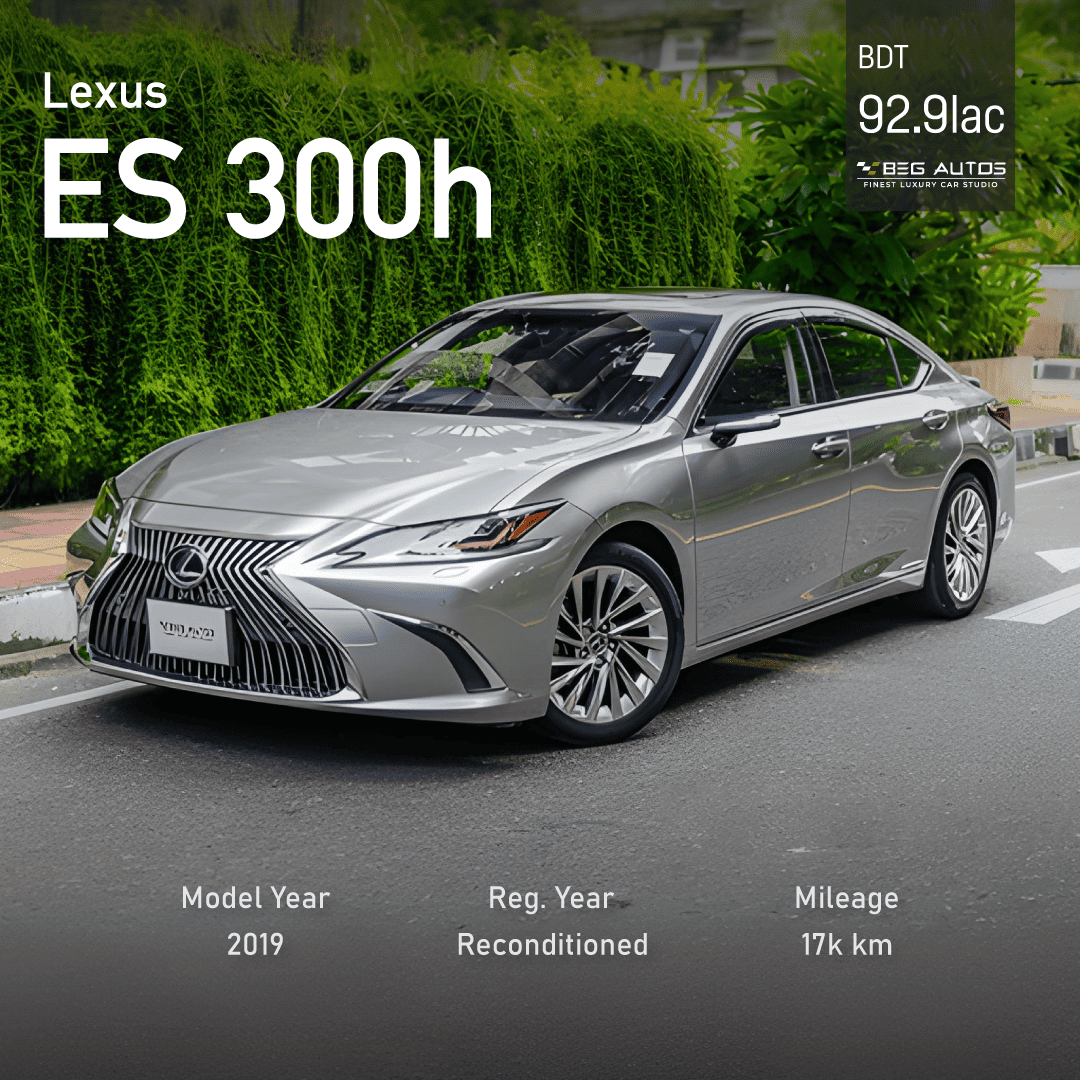 Lexus
ES 300h
BDT
92.9lac
BEG AUTOS
FINEST LUXURY CAR STUDIO
Model Year
2019
Reg. Year
Reconditioned
Mileage
17k km